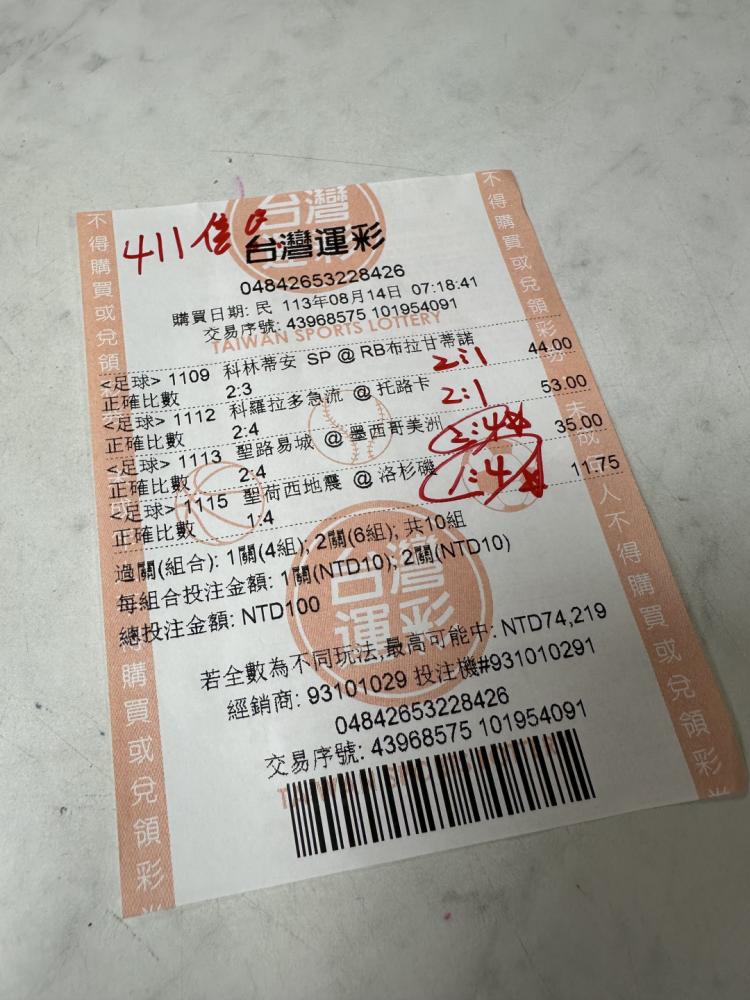 411倍
台灣運彩
04842653228426
購買日期: 民 113年08月14日 07:18:41
交易序號: 43968575 101954091
TAIWAN SPORTS LOTTERY
<足球> 1109 科林蒂安 SP @ RB布拉甘蒂諾 2:1
正確比數 2:3 44.00
<足球> 1112 科羅拉多急流 @ 托路卡 2:1
正確比數 2:4 53.00
<足球> 1113 聖路易城 @ 墨西哥美洲 2:4
正確比數 2:4 35.00
<足球> 1115 聖荷西地震 @ 洛杉磯 1:4
正確比數 1:4 11.75
過關(組合): 1關(4組), 2關(6組), 共10組
每組合投注金額: 1關(NTD10), 2關(NTD10)
總投注金額: NTD100
若全數為不同玩法,最高可能中: NTD74,219
經銷商: 93101029 投注機#931010291
04842653228426
交易序號: 43968575 101954091
不得購買或兌領彩
不得購買或兌領彩券
未成
人不得購買或兌領彩
台灣運彩